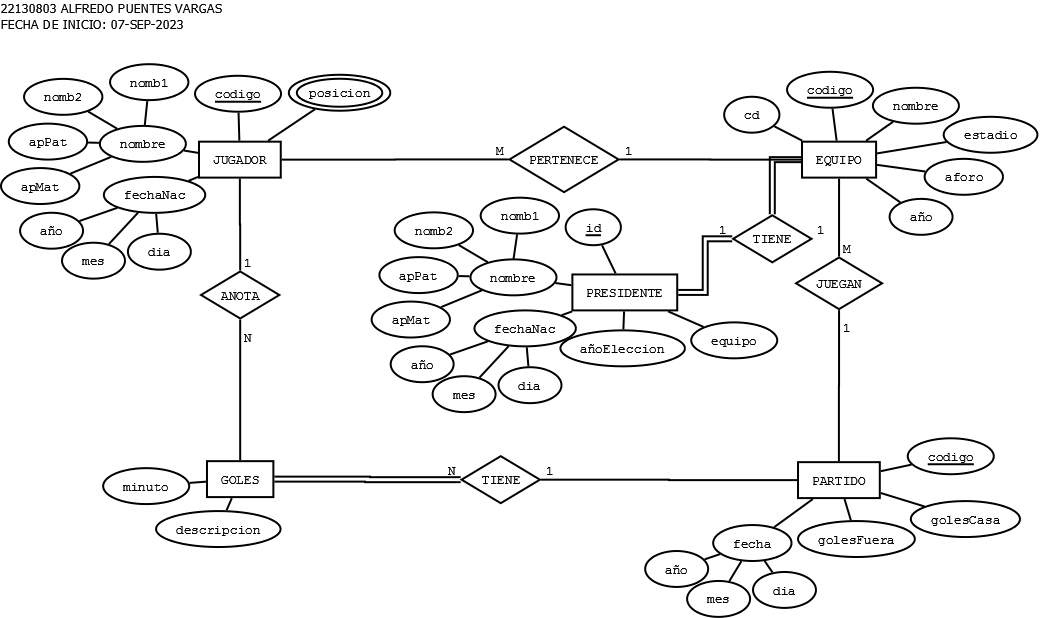 22130803 ALFREDO PUENTES VARGAS
FECHA DE INICIO: 07-SEP-2023
nomb1
nomb2
codigo
posicion
apPat
nombre
JUGADOR
apMat
fechaNac
año
mes
dia
M
PERTENECE
1
codigo
cd
nombre
estadio
EQUIPO
aforo
año
1
TIENE
1
nomb1
nomb2
id
apPat
nombre
PRESIDENTE
apMat
fechaNac
añoEleccion
equipo
año
mes
dia
M
JUEGAN
1
1
ANOTA
N
minuto
GOLES
descripcion
N
TIENE
1
PARTIDO
codigo
golesCasa
golesFuera
fecha
año
mes
dia